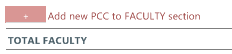 + Add new PCC to FACULTY section
TOTAL FACULTY